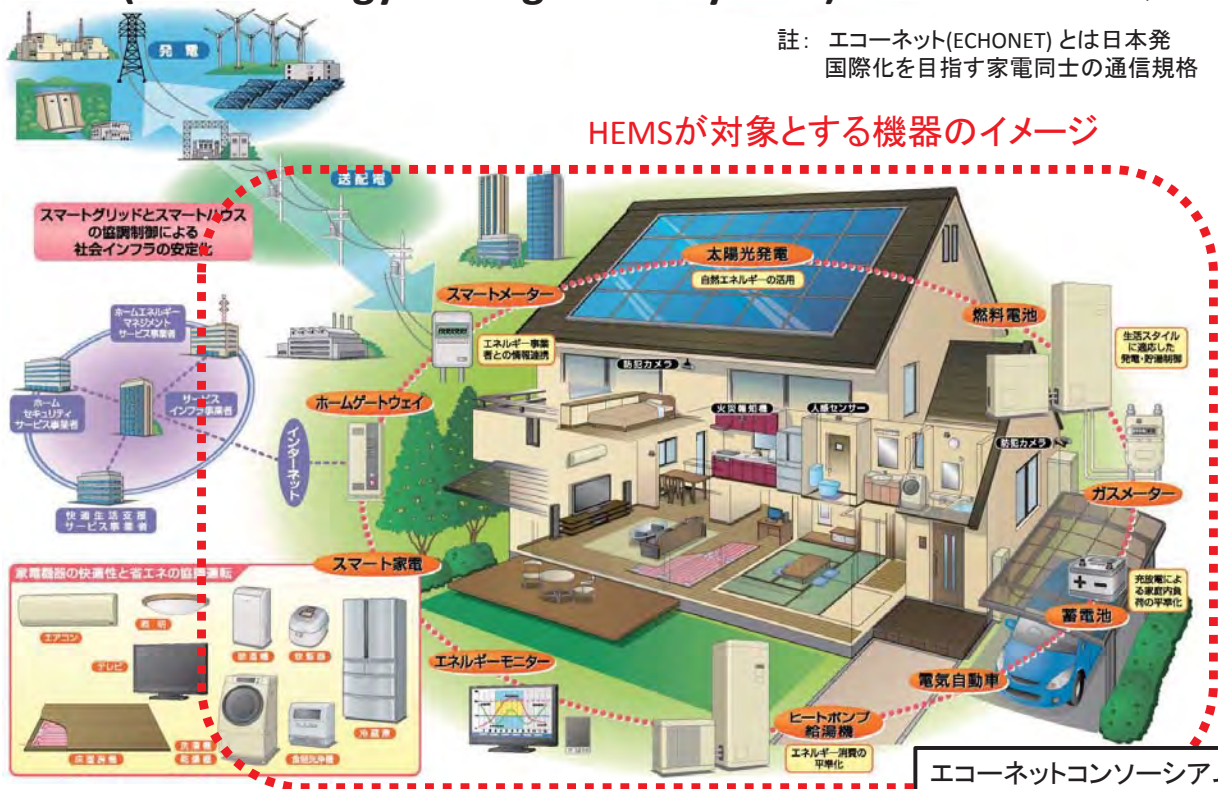 註： エコーネット(ECHONET) とは日本発
国際化を目指す家電同士の通信規格
HEMSが対象とする機器のイメージ
発電
送配電
スマートグリッドとスマートハウス
の協調制御による
社会インフラの安定化
ホームエネルギー
マネジメント
サービス事業者
ホーム
セキュリティ
サービス事業者
サービス
インフラ事業者
快適生活支援
サービス事業者
インターネット
スマートメーター
エネルギー事業
者との情報連携
ホームゲートウェイ
太陽光発電
自然エネルギーの活用
燃料電池
生活スタイル
に適応した
発電・貯湯制御
防犯カメラ
火災報知機
人感センサー
防犯カメラ
ガスメーター
蓄電池
充放電によ
る家庭内負
荷の平準化
電気自動車
スマート家電
家電機器の快適性と省エネの協調運転
エアコン
照明
テレビ
炊飯器
冷蔵庫
床暖房機
洗濯機
乾燥機
食器洗浄機
エネルギーモニター
ヒートポンプ
給湯機
エネルギー消費の
平準化
エコーネットコンソーシア